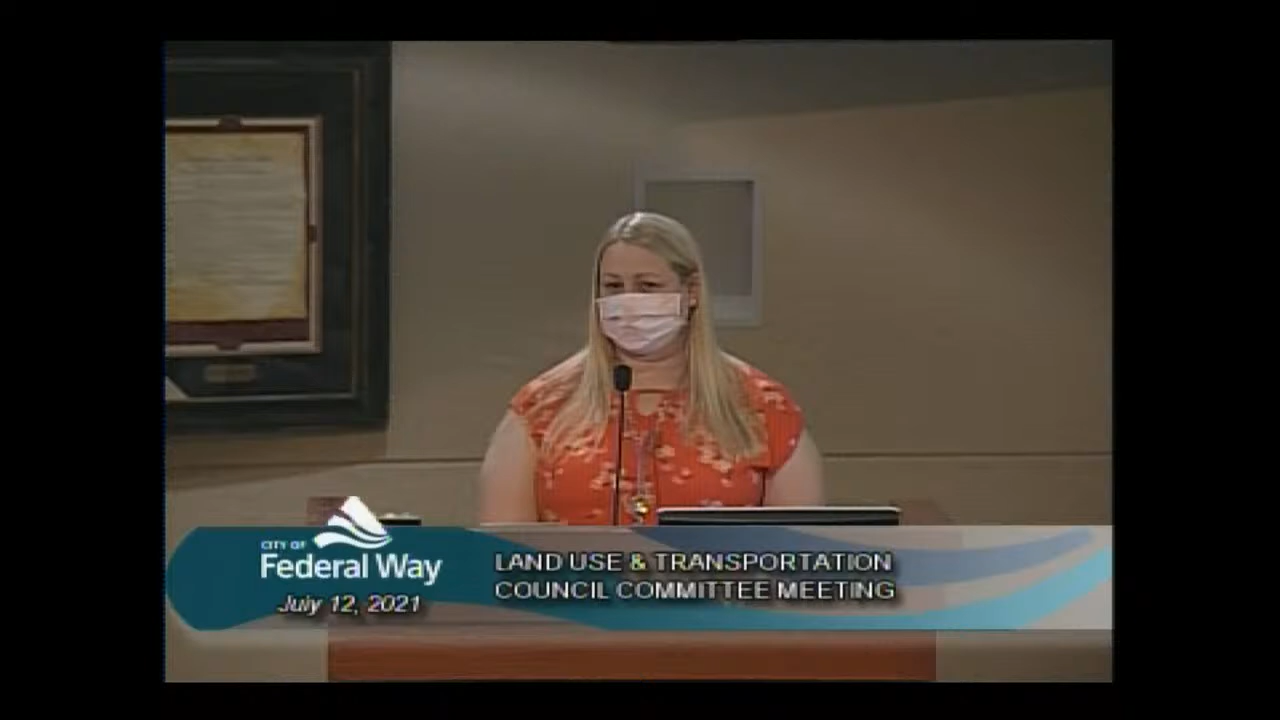 CITY OF
Federal Way
July 12, 2021
LAND USE & TRANSPORTATION
COUNCIL COMMITTEE MEETING